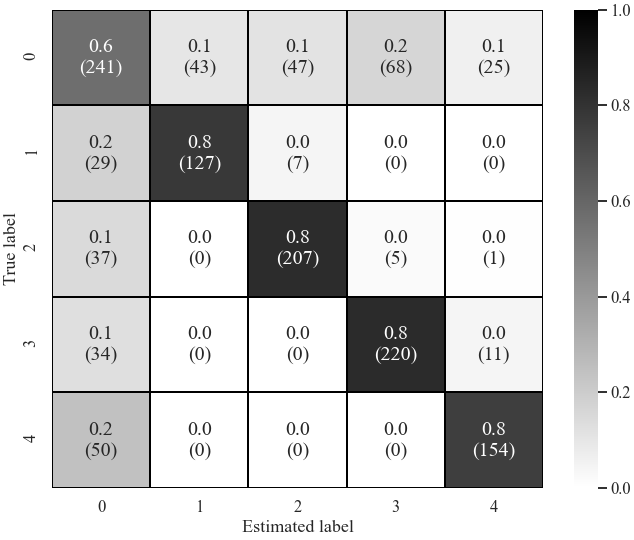 0.6 0.1 0.1 0.2 0.1
(241) (43) (47) (68) (25)
0
0.2 0.8 0.0 0.0 0.0
(29) (127) (7) (0) (0)
1
0.1 0.0 0.8 0.0 0.0
(37) (0) (207) (5) (1)
2
0.1 0.0 0.0 0.8 0.0
(34) (0) (0) (220) (11)
3
0.2 0.0 0.0 0.0 0.8
(50) (0) (0) (0) (154)
4
True label
0 1 2 3 4
Estimated label
1.0
0.8
0.6
0.4
0.2
0.0